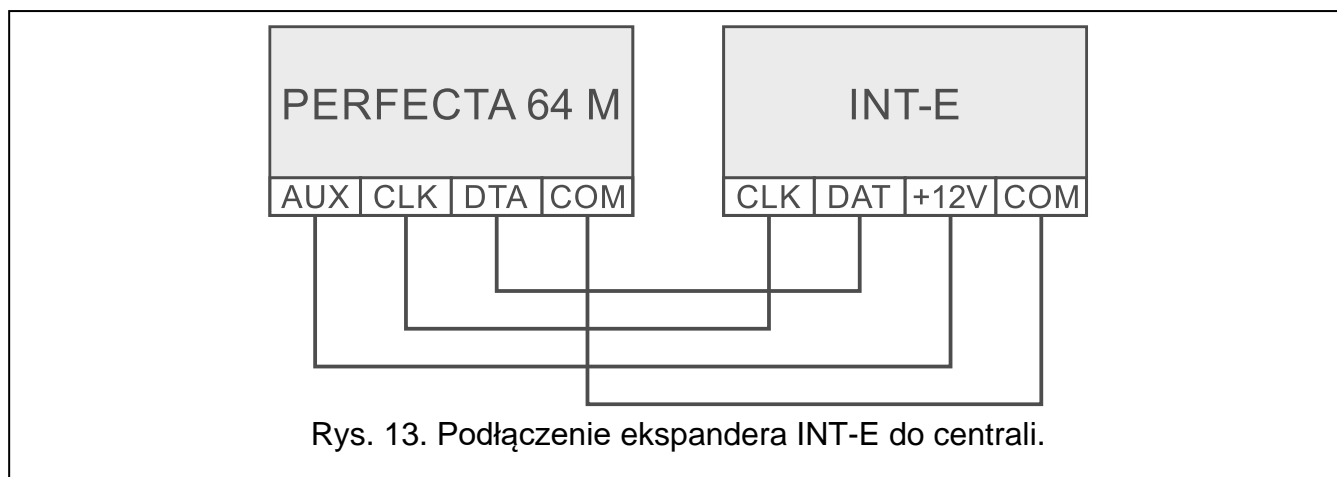 PERFECTA 64 M
AUX CLK DTA COM
INT-E
CLK DAT +12V COM
Rys. 13. Podłączenie ekspandera INT-E do centrali.